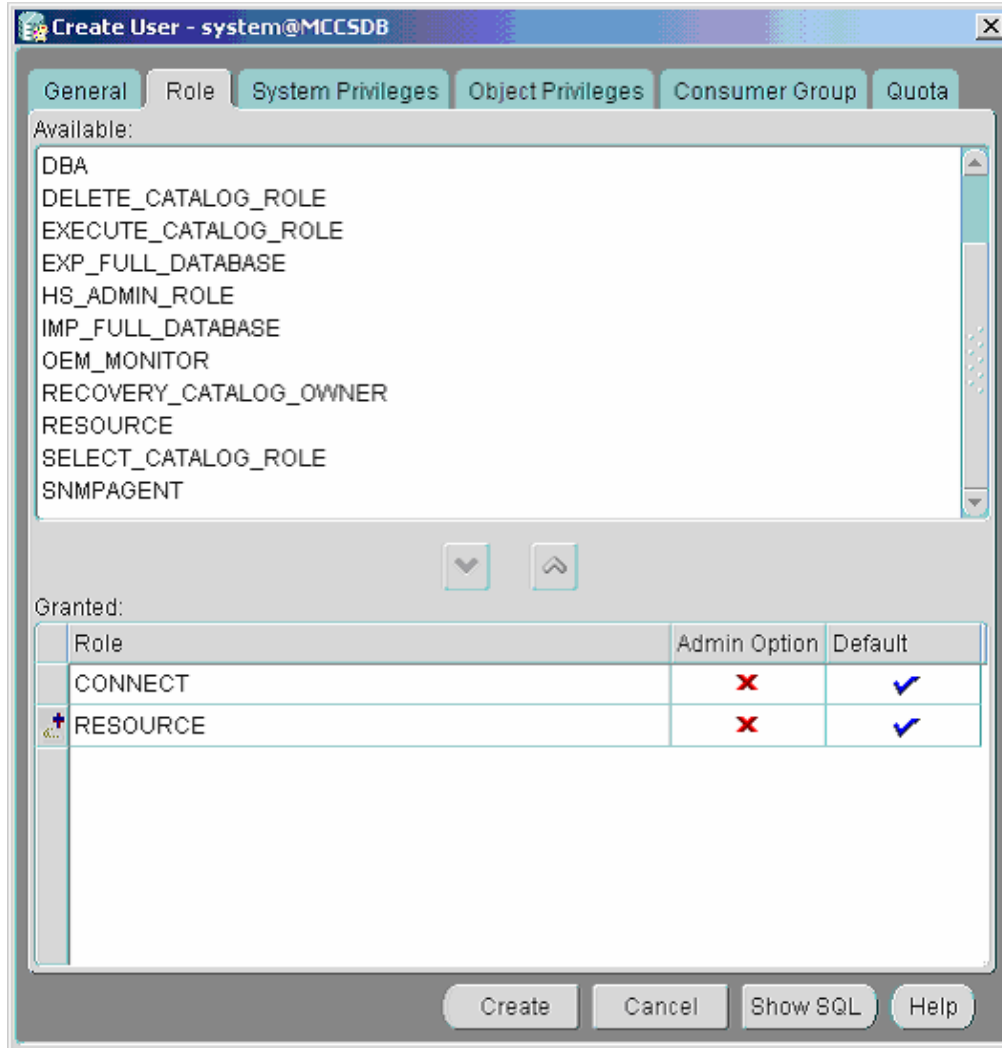 Create User - system@MCCSDB
General Role System Privileges Object Privileges Consumer Group Quota
Available:
DBA
DELETE_CATALOG_ROLE
EXECUTE_CATALOG_ROLE
EXP_FULL_DATABASE
HS_ADMIN_ROLE
IMP_FULL_DATABASE
OEM_MONITOR
RECOVERY_CATALOG_OWNER
RESOURCE
SELECT_CATALOG_ROLE
SNMPAGENT
Granted:
Role Admin Option Default
CONNECT
RESOURCE
Create Cancel Show SQL Help